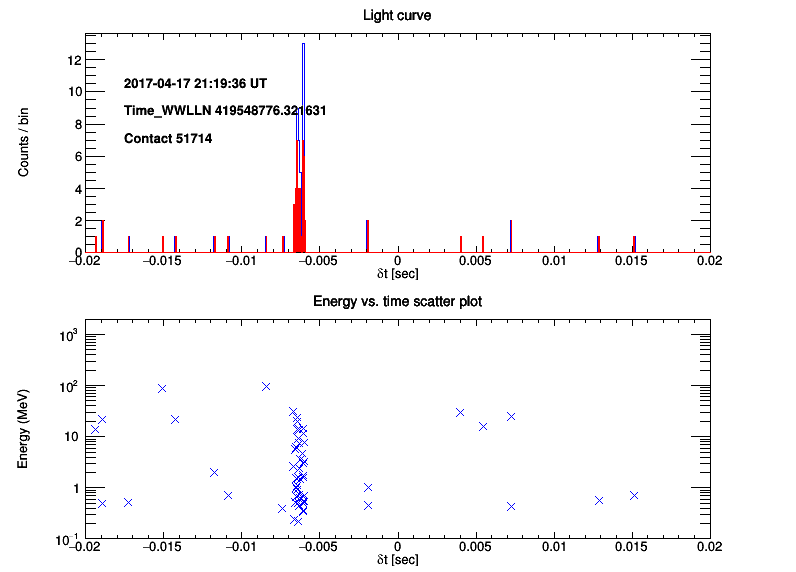 Light curve
Counts / bin
12
10
8
6
4
2
0
2017-04-17 21:19:36 UT
Time_WWLLN 419548776.321631
Contact 51714
−0.02 −0.015 −0.01 −0.005 0 0.005 0.01 0.015 0.02
δt [sec]
Energy vs. time scatter plot
Energy (MeV)
10³
10²
10
1
10⁻¹
−0.02 −0.015 −0.01 −0.005 0 0.005 0.01 0.015 0.02
δt [sec]